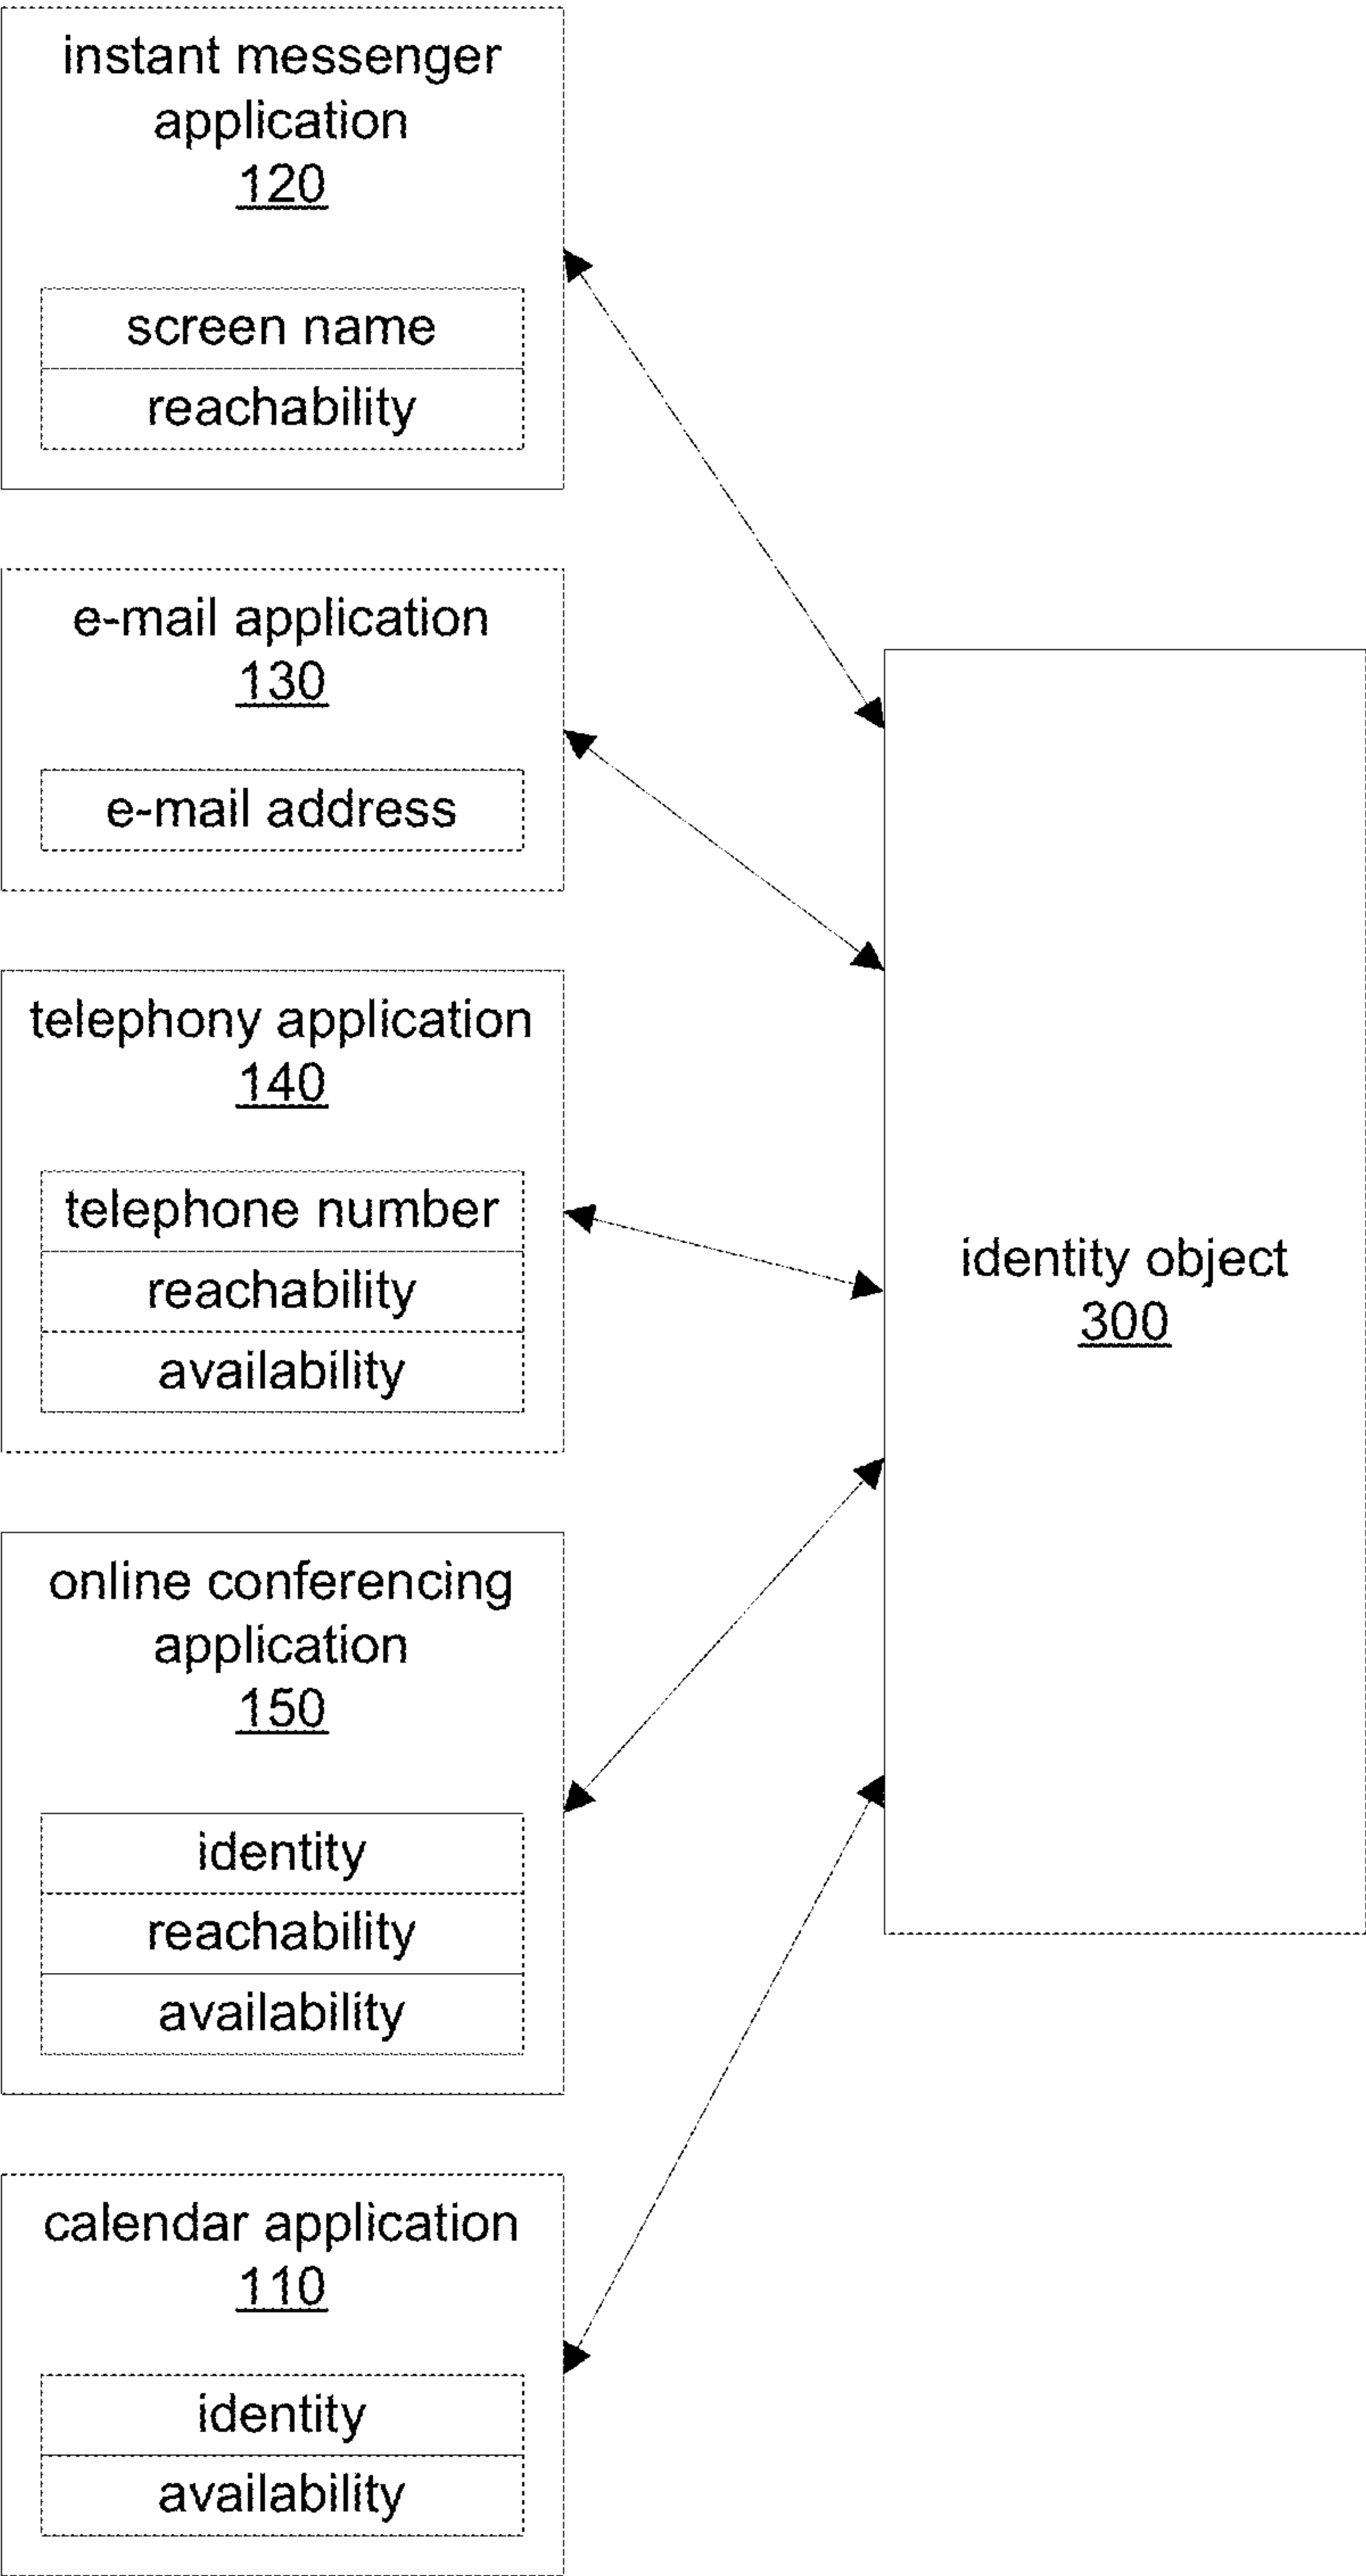 instant messenger
application
120
screen name
reachability
e-mail application
130
e-mail address
telephony application
140
telephone number
reachability
availability
identity object
300
online conferencing
application
150
identity
reachability
availability
calendar application
110
identity
availability